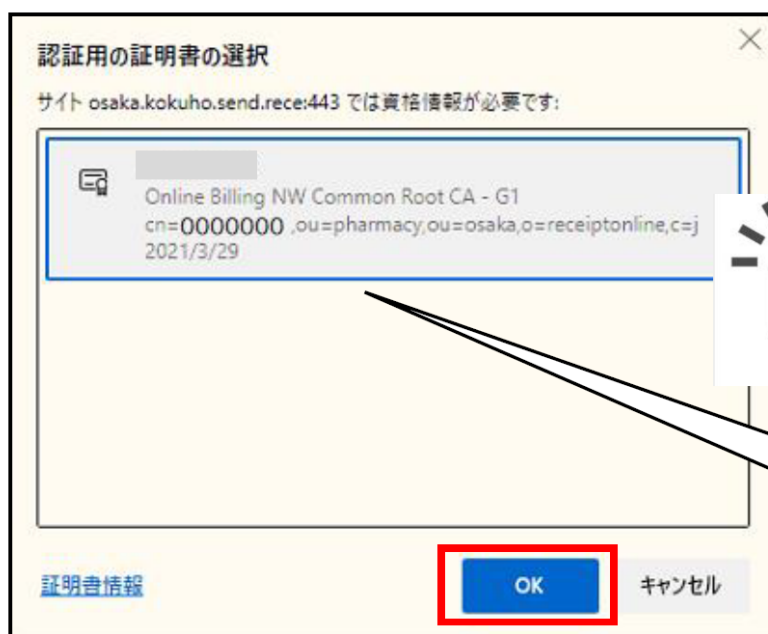 認証用の証明書の選択
サイト osaka.kokuho.send.rece:443 では資格情報が必要です:
Online Billing NW Common Root CA - G1
cn=0000000 ,ou=pharmacy,ou=osaka,o=receiptonline,c=j
2021/3/29
証明書情報
OK
キャンセル